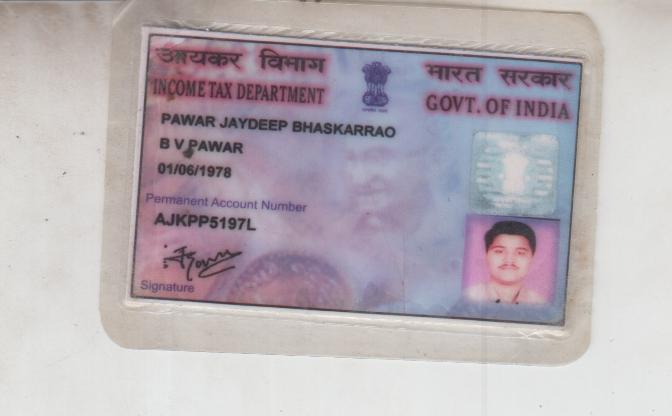 आयकर विभाग
INCOME TAX DEPARTMENT
भारत सरकार
GOVT. OF INDIA
PAWAR JAYDEEP BHASKARRAO
B V PAWAR
01/06/1978
Permanent Account Number
AJKPP5197L
Signature